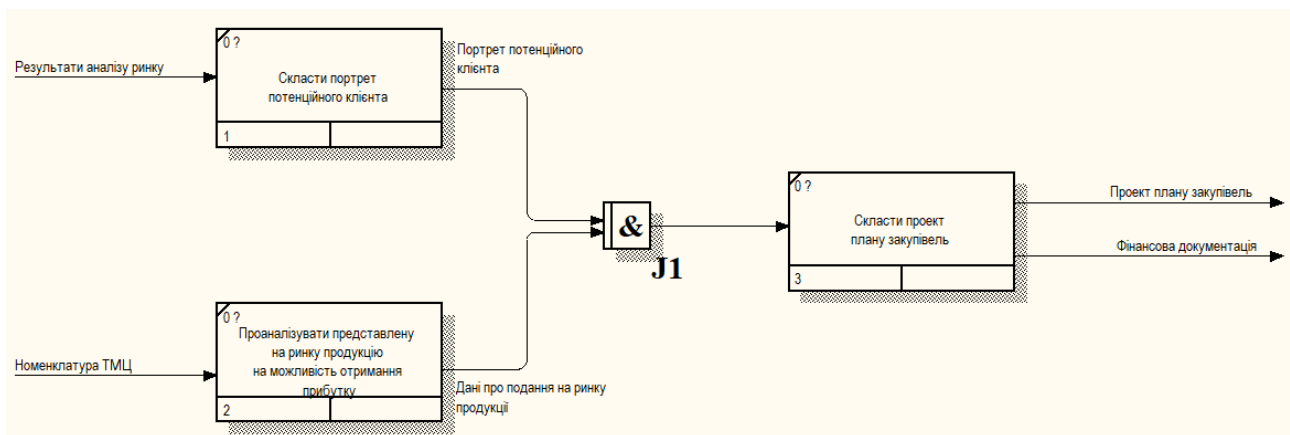 0 ?
Результати аналізу ринку
Скласти портрет
потенційного клієнта
1
Портрет потенційного
клієнта
0 ?
Номенклатура ТМЦ
Проаналізувати представлену
на ринку продукцію
на можливість отримання
прибутку
2
Дані про подання на ринку
продукції
&
J1
0 ?
Скласти проект
плану закупівель
3
Проект плану закупівель
Фінансова документація